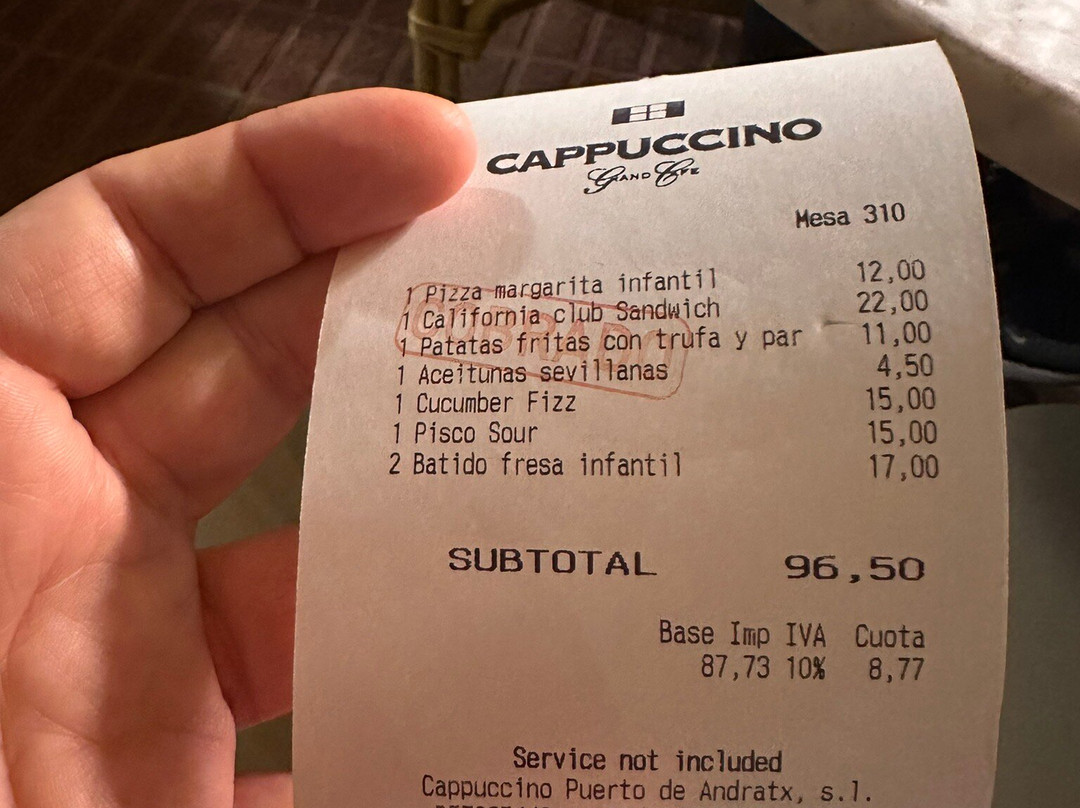 CAPPUCCINO
GRAND CAFE
Mesa 310
1 Pizza margarita infantil 12,00
1 California club Sandwich 22,00
1 Patatas fritas con trufa y par 11,00
1 Aceitunas sevillanas 4,50
1 Cucumber Fizz 15,00
1 Pisco Sour 15,00
2 Batido fresa infantil 17,00
COBRADO
SUBTOTAL 96,50
Base Imp IVA Cuota
87,73 10% 8,77
Service not included
Cappuccino Puerto de Andratx, s.l.